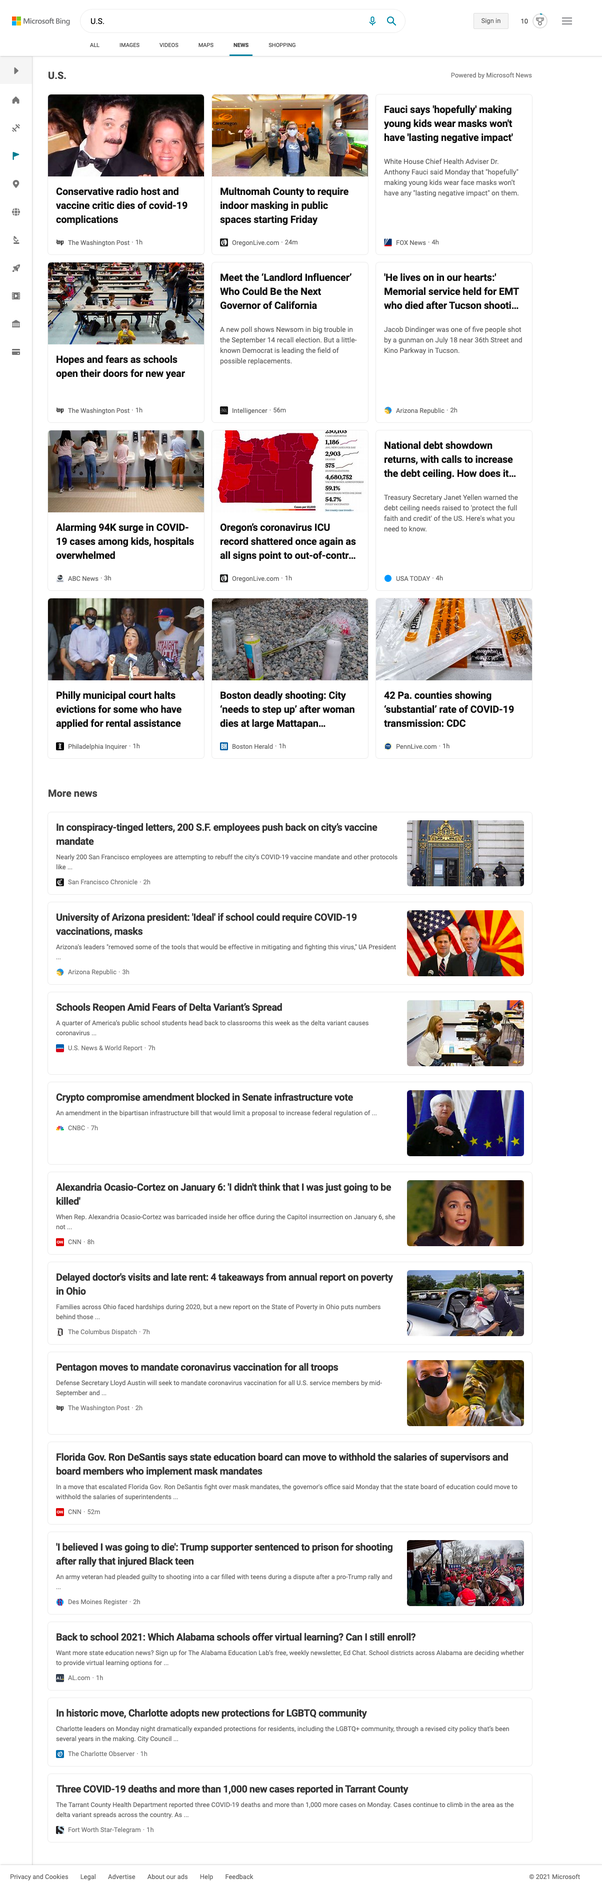 Microsoft Bing
U.S.
Sign in
10
ALL
IMAGES
VIDEOS
MAPS
NEWS
SHOPPING
U.S.
Powered by Microsoft News
Conservative radio host and
vaccine critic dies of covid-19
complications
The Washington Post · 1h
Multnomah County to require
indoor masking in public
spaces starting Friday
OregonLive.com · 24m
Fauci says 'hopefully' making
young kids wear masks won't
have 'lasting negative impact'
White House Chief Health Adviser Dr.
Anthony Fauci said Monday that "hopefully"
making young kids wear face masks won't
have any "lasting negative impact" on them.
FOX News · 4h
Hopes and fears as schools
open their doors for new year
The Washington Post · 1h
Meet the 'Landlord Influencer'
Who Could Be the Next
Governor of California
A new poll shows Newsom in big trouble in
the September 14 recall election. But a little-
known Democrat is leading the field of
possible replacements.
Intelligencer · 56m
'He lives on in our hearts:'
Memorial service held for EMT
who died after Tucson shooti...
Jacob Dindinger was one of five people shot
by a gunman on July 18 near 36th Street and
Kino Parkway in Tucson.
Arizona Republic · 2h
Alarming 94K surge in COVID-
19 cases among kids, hospitals
overwhelmed
ABC News · 3h
230,103
1,186
2,903
575
4,680,752
59.1%
54.7%
Oregon's coronavirus ICU
record shattered once again as
all signs point to out-of-contr...
OregonLive.com · 1h
National debt showdown
returns, with calls to increase
the debt ceiling. How does it...
Treasury Secretary Janet Yellen warned the
debt ceiling needs raised to 'protect the full
faith and credit' of the US. Here's what you
need to know.
USA TODAY · 4h
Philly municipal court halts
evictions for some who have
applied for rental assistance
Philadelphia Inquirer · 1h
Boston deadly shooting: City
'needs to step up' after woman
dies at large Mattapan...
Boston Herald · 1h
42 Pa. counties showing
'substantial' rate of COVID-19
transmission: CDC
PennLive.com · 1h
More news
In conspiracy-tinged letters, 200 S.F. employees push back on city's vaccine
mandate
Nearly 200 San Francisco employees are attempting to rebuff the city's COVID-19 vaccine mandate and other protocols
like ...
San Francisco Chronicle · 2h
University of Arizona president: 'Ideal' if school could require COVID-19
vaccinations, masks
Arizona's leaders "removed some of the tools that would be effective in mitigating and fighting this virus," UA President
...
Arizona Republic · 3h
Schools Reopen Amid Fears of Delta Variant's Spread
A quarter of America's public school students head back to classrooms this week as the delta variant causes
coronavirus ...
U.S. News & World Report · 7h
Crypto compromise amendment blocked in Senate infrastructure vote
An amendment in the bipartisan infrastructure bill that would limit a proposal to increase federal regulation of ...
CNBC · 7h
Alexandria Ocasio-Cortez on January 6: 'I didn't think that I was just going to be
killed'
When Rep. Alexandria Ocasio-Cortez was barricaded inside her office during the Capitol insurrection on January 6, she
not ...
CNN · 8h
Delayed doctor's visits and late rent: 4 takeaways from annual report on poverty
in Ohio
Families across Ohio faced hardships during 2020, but a new report on the State of Poverty in Ohio puts numbers
behind those ...
The Columbus Dispatch · 7h
Pentagon moves to mandate coronavirus vaccination for all troops
Defense Secretary Lloyd Austin will seek to mandate coronavirus vaccination for all U.S. service members by mid-
September and ...
The Washington Post · 2h
Florida Gov. Ron DeSantis says state education board can move to withhold the salaries of supervisors and
board members who implement mask mandates
In a move that escalated Florida Gov. Ron DeSantis fight over mask mandates, the governor's office said Monday that the state board of education could move to
withhold the salaries of superintendents ...
CNN · 52m
'I believed I was going to die': Trump supporter sentenced to prison for shooting
after rally that injured Black teen
An army veteran had pleaded guilty to shooting into a car filled with teens during a dispute after a pro-Trump rally and
...
Des Moines Register · 2h
Back to school 2021: Which Alabama schools offer virtual learning? Can I still enroll?
Want more state education news? Sign up for The Alabama Education Lab's free, weekly newsletter, Ed Chat. School districts across Alabama are deciding whether
to provide virtual learning options for ...
AL.com · 1h
In historic move, Charlotte adopts new protections for LGBTQ community
Charlotte leaders on Monday night dramatically expanded protections for residents, including the LGBTQ+ community, through a revised city policy that's been
several years in the making. City Council ...
The Charlotte Observer · 1h
Three COVID-19 deaths and more than 1,000 new cases reported in Tarrant County
The Tarrant County Health Department reported three COVID-19 deaths and more than 1,000 more cases on Monday. Cases continue to climb in the area as the
delta variant spreads across the country. As ...
Fort Worth Star-Telegram · 1h
Privacy and Cookies
Legal
Advertise
About our ads
Help
Feedback
© 2021 Microsoft